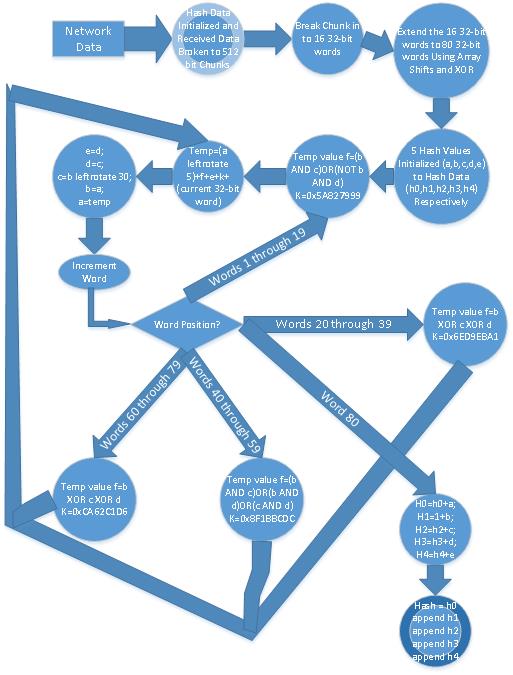 Network
Data
Hash Data
Initialized and
Received Data
Broken to 512
bit Chunks
Break Chunk in
to 16 32-bit
words
Extend the 16 32-bit
words to 80 32-bit
words Using Array
Shifts and XOR
5 Hash Values
Initialized (a,b,c,d,e)
to Hash Data
(h0,h1,h2,h3,h4)
Respectively
Temp value f=(b
AND c)OR(NOT b
AND d)
K=0x5A827999
Temp=(a
leftrotate
5)+f+e+k+
(current 32-bit
word)
e=d;
d=c;
c=b leftrotate 30;
b=a;
a=temp
Increment
Word
Word Position?
Words 1 through 19
Words 20 through 39
Temp value f=b
XOR c XOR d
K=0x6ED9EBA1
Words 40 through 59
Words 60 through 79
Word 80
Temp value f=b
XOR c XOR d
K=0xCA62C1D6
Temp value f=(b
AND c)OR(b AND
d)OR(c AND d)
K=0x8F1BBCDC
H0=h0+a;
H1=1+b;
H2=h2+c;
H3=h3+d;
H4=h4+e
Hash = h0
append h1
append h2
append h3
append h4